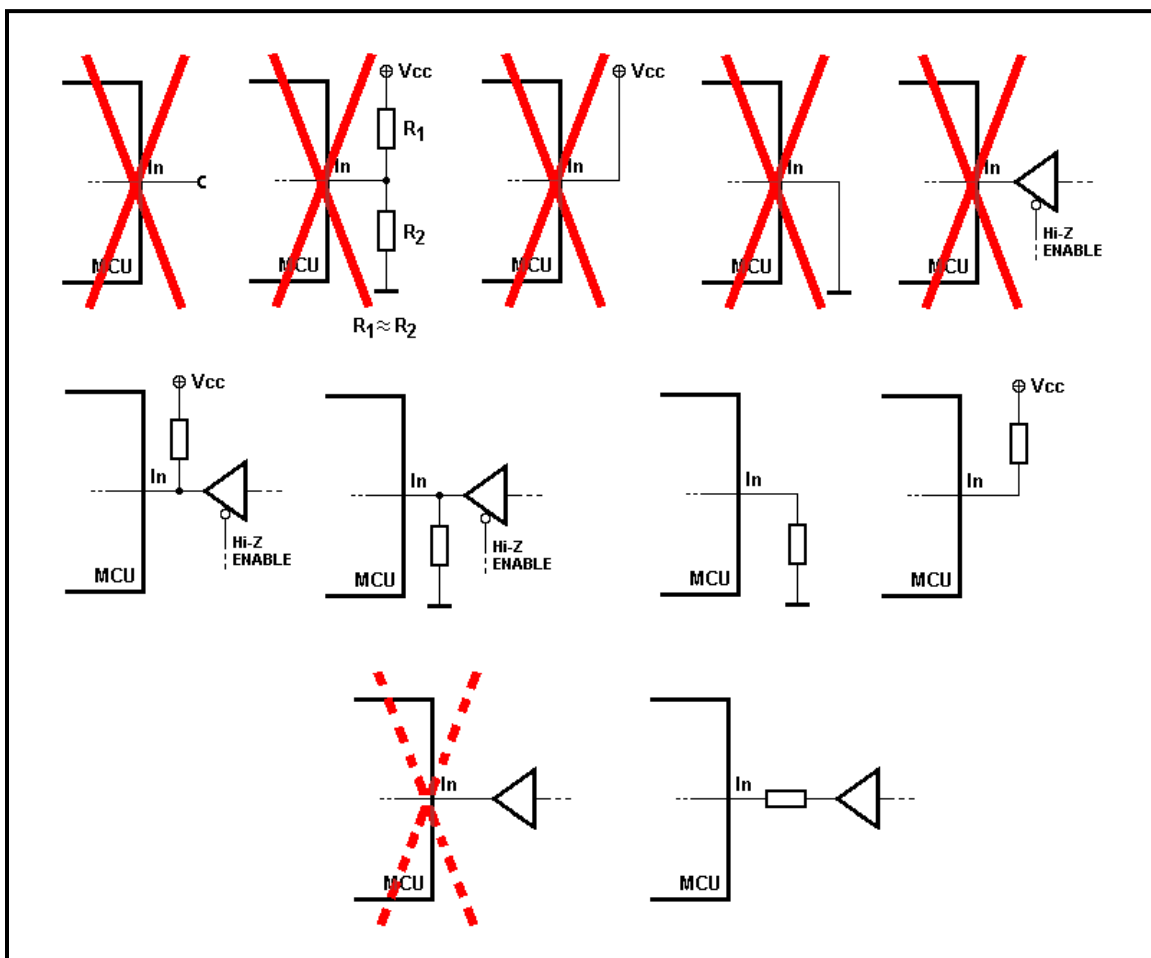 In
MCU
Vcc
R1
In
R2
MCU
R1≈R2
Vcc
In
MCU
In
MCU
In
Hi-Z
ENABLE
MCU
Vcc
In
Hi-Z
ENABLE
MCU
In
Hi-Z
ENABLE
MCU
In
MCU
Vcc
In
MCU
In
MCU
In
MCU